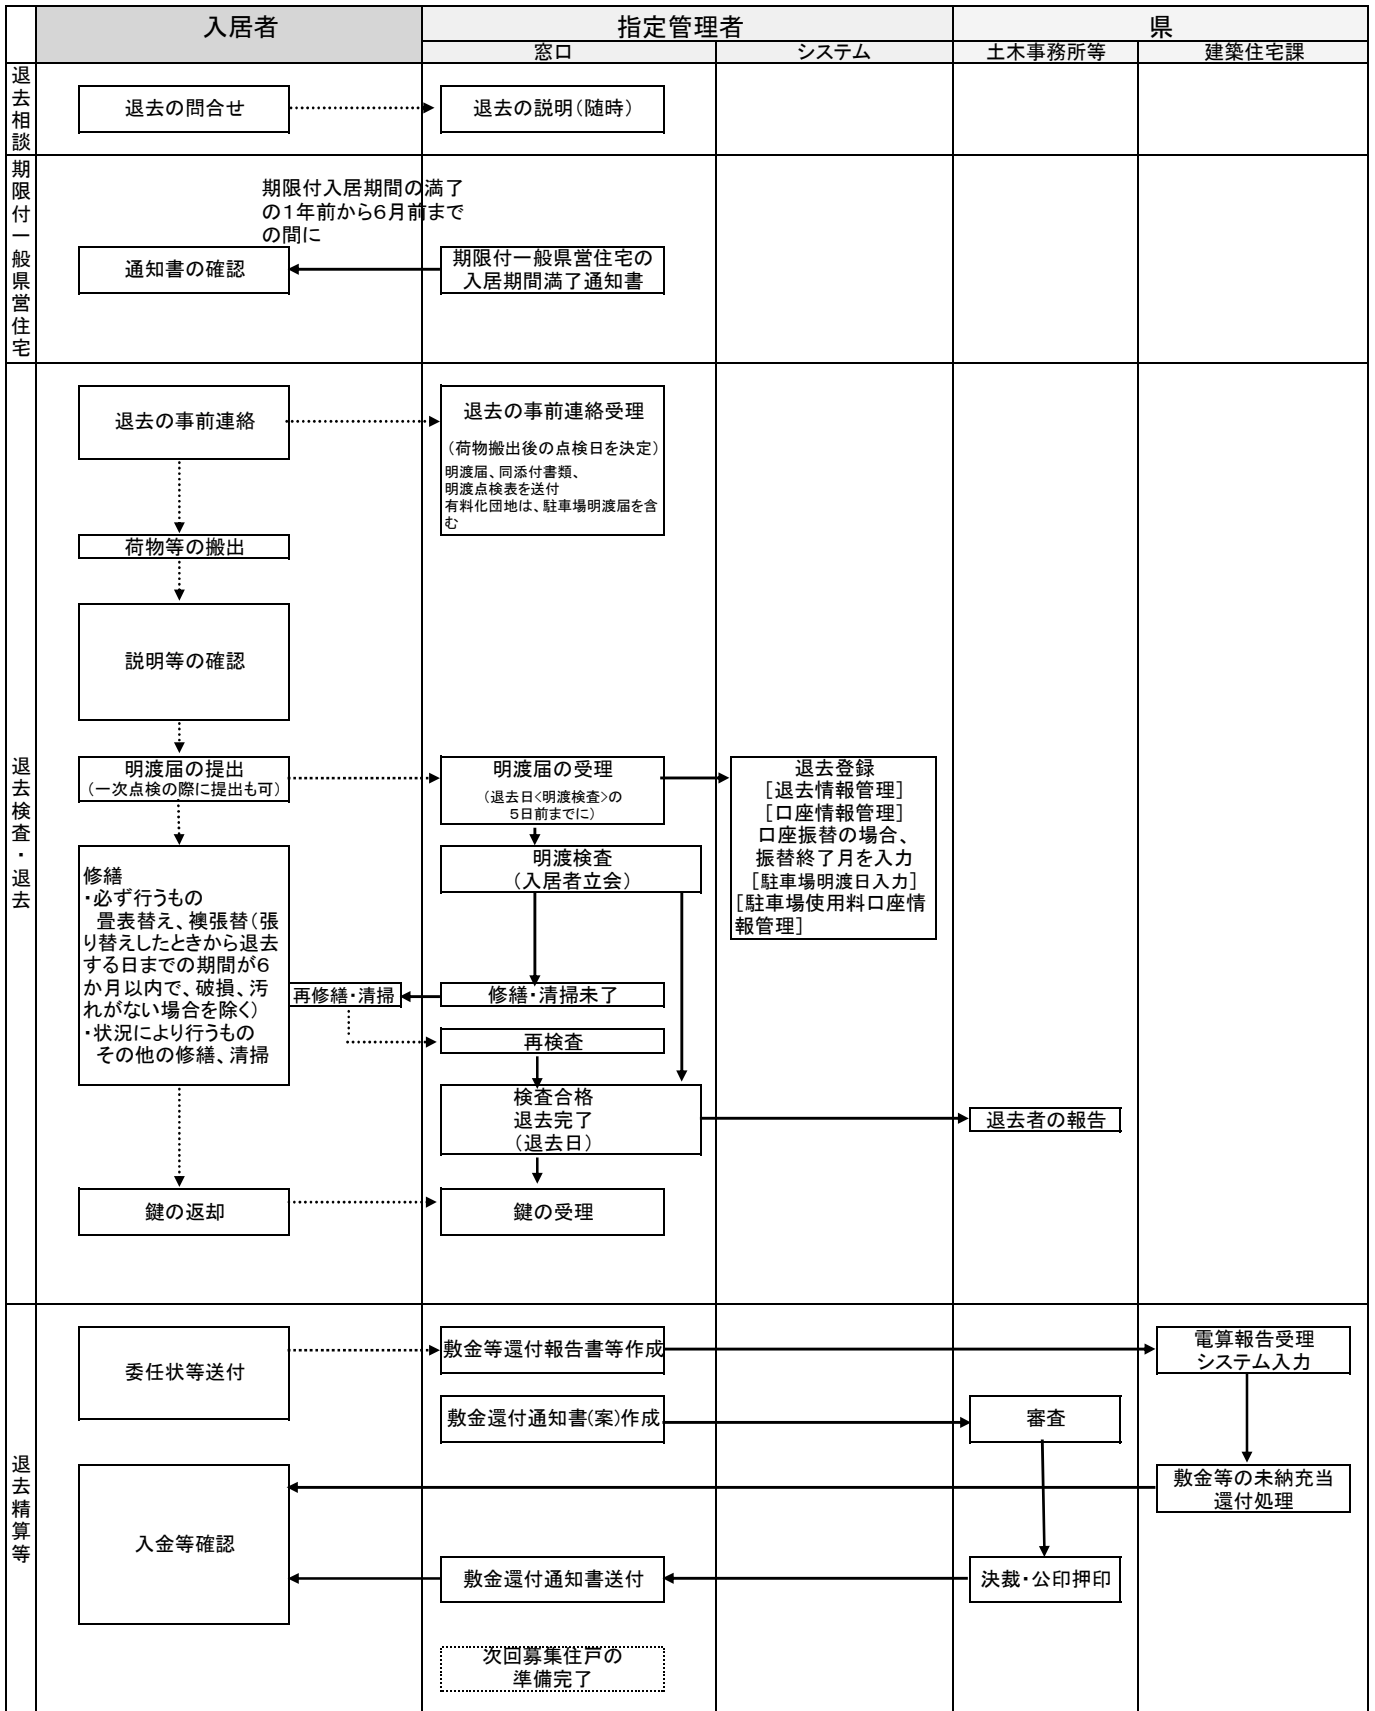 入居者
指定管理者
県
窓口
システム
土木事務所等
建築住宅課
退去相談
退去の問合せ
退去の説明（随時）
期限付一般県営住宅
期限付入居期間の満了
の１年前から６月前まで
の間に
通知書の確認
期限付一般県営住宅の
入居期間満了通知書
退去検査・退去
退去の事前連絡
退去の事前連絡受理
（荷物搬出後の点検日を決定）
明渡届、同添付書類、
明渡点検表を送付
有料化団地は、駐車場明渡届を含
む
荷物等の搬出
説明等の確認
明渡届の提出
（一次点検の際に提出も可）
明渡届の受理
（退去日<明渡検査>の
５日前までに）
退去登録
［退去情報管理］
［口座情報管理］
口座振替の場合、
振替終了月を入力
［駐車場明渡日入力］
［駐車場使用料口座情
報管理］
明渡検査
（入居者立会）
修繕
・必ず行うもの
畳表替え、襖張替（張
り替えしたときから退去
する日までの期間が６
か月以内で、破損、汚
れがない場合を除く）
・状況により行うもの
その他の修繕、清掃
再修繕・清掃
修繕・清掃未了
再検査
検査合格
退去完了
（退去日）
退去者の報告
鍵の返却
鍵の受理
退去精算等
委任状等送付
敷金等還付報告書等作成
電算報告受理
システム入力
敷金還付通知書(案)作成
審査
入金等確認
敷金等の未納充当
還付処理
敷金還付通知書送付
決裁・公印押印
次回募集住戸の
準備完了